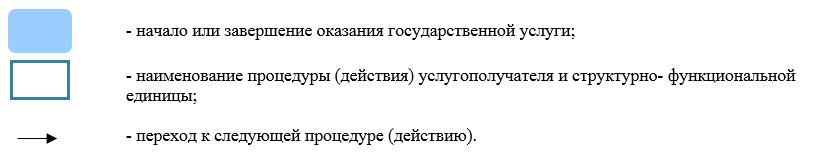 - начало или завершение оказания государственной услуги;
- наименование процедуры (действия) услугополучателя и структурно- функциональной
единицы;
- переход к следующей процедуре (действию).